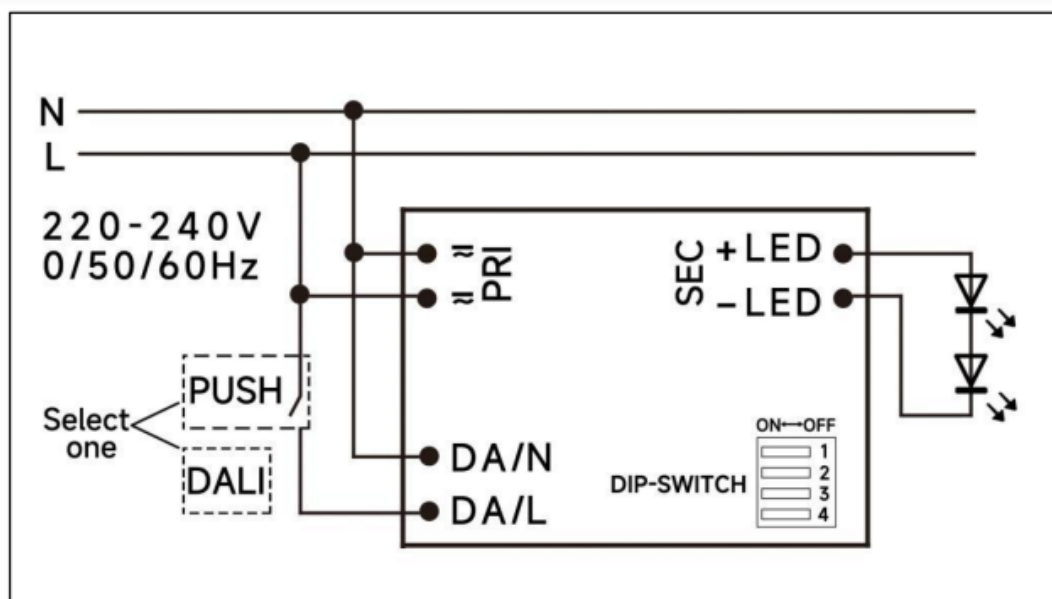 N
L
220-240V
0/50/60Hz
PRI
SEC
+LED
−LED
PUSH
Select
one
DALI
DA/N
DA/L
ON↔OFF
DIP-SWITCH
1
2
3
4